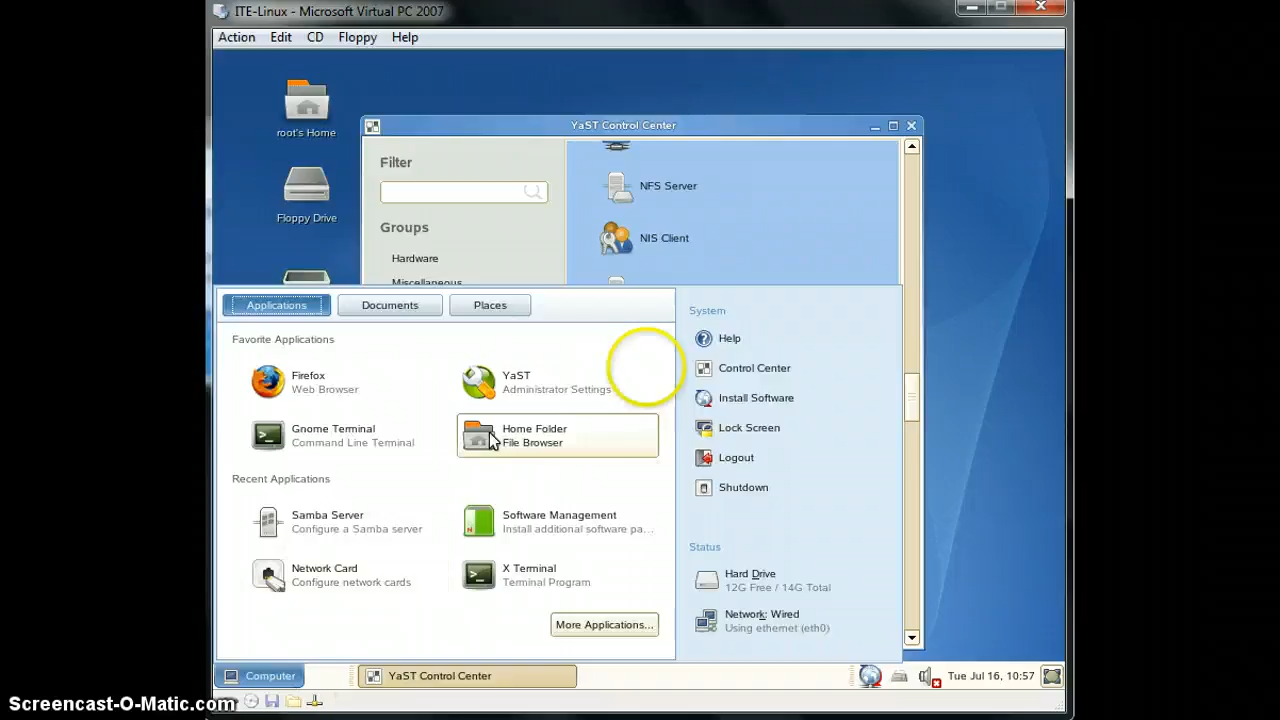 ITE-Linux - Microsoft Virtual PC 2007
Action Edit CD Floppy Help
root's Home
Floppy Drive
YaST Control Center
Filter
Groups
Hardware
Miscellaneous
NFS Server
NIS Client
Applications Documents Places
Favorite Applications
Firefox
Web Browser
YaST
Administrator Settings
Gnome Terminal
Command Line Terminal
Home Folder
File Browser
Recent Applications
Samba Server
Configure a Samba server
Software Management
Install additional software pa...
Network Card
Configure network cards
X Terminal
Terminal Program
More Applications...
System
Help
Control Center
Install Software
Lock Screen
Logout
Shutdown
Status
Hard Drive
12G Free / 14G Total
Network: Wired
Using ethernet (eth0)
Computer
YaST Control Center
Tue Jul 16, 10:57
Screencast-O-Matic.com